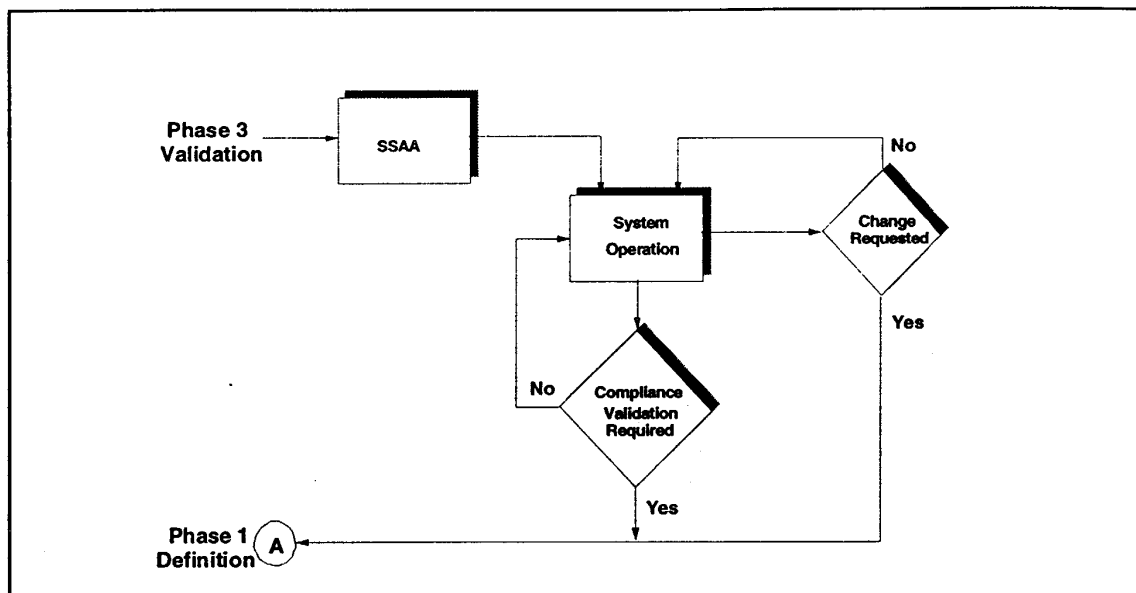 Phase 3
Validation
SSAA
No
System
Operation
Change
Requested
Yes
No
Compliance
Validation
Required
Yes
Phase 1
Definition
A